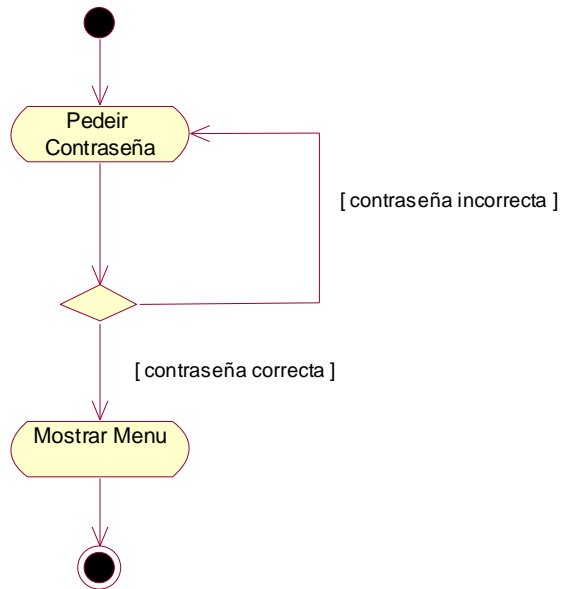 Pedeir
Contraseña
[ contraseña incorrecta ]
[ contraseña correcta ]
Mostrar Menu